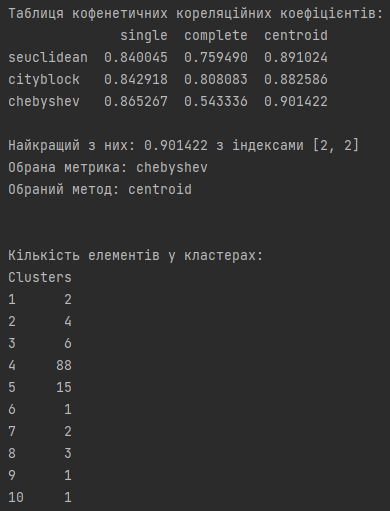 Таблиця кофенетичних кореляційних коефіцієнтів:
single complete centroid
seuclidean 0.840045 0.759490 0.891024
cityblock 0.842918 0.808083 0.882586
chebyshev 0.865267 0.543336 0.901422
Найкращий з них: 0.901422 з індексами [2, 2]
Обрана метрика: chebyshev
Обраний метод: centroid
Кількість елементів у кластерах:
Clusters
1 2
2 4
3 6
4 88
5 15
6 1
7 2
8 3
9 1
10 1